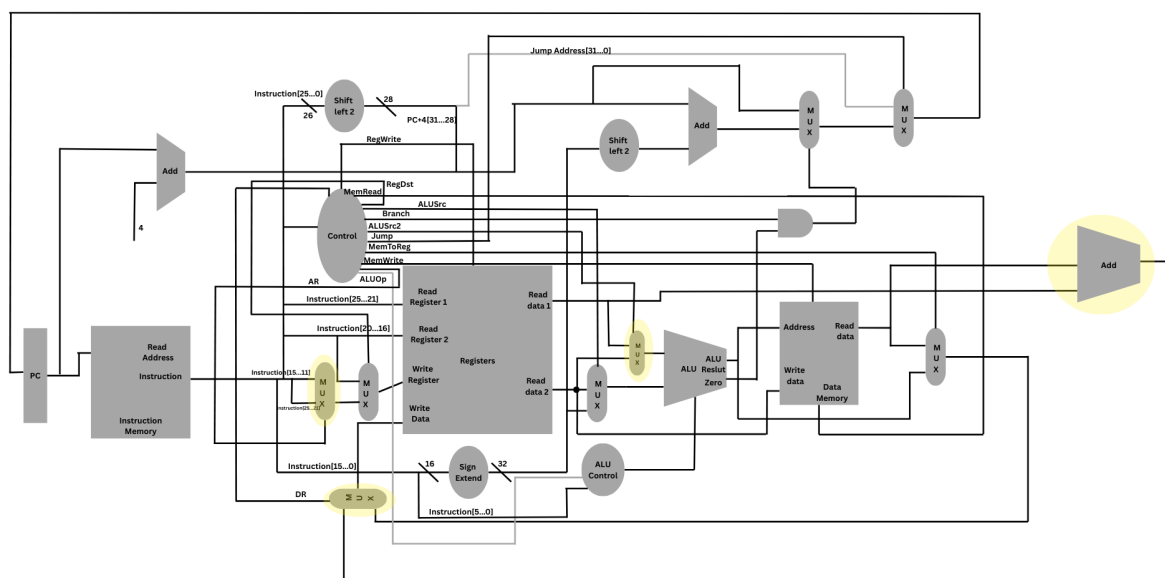 Jump Address[31...0]
Instruction[25...0]
26
Shift
left 2
28
PC+4[31...28]
M
U
X
M
U
X
Add
Shift
left 2
RegWrite
Add
4
RegDst
MemRead
ALUSrc
Branch
ALUSrc2
Jump
MemToReg
MemWrite
ALUOp
Control
AR
Add
Instruction[25...21]
Instruction[20...16]
Read
Register 1
Read
Register 2
Registers
Write
Register
Write
Data
Read
data 1
Read
data 2
PC
Read
Address
Instruction
Instruction
Memory
Instruction[15...11]
M
U
X
M
U
X
M
U
X
M
U
X
ALU
ALU
Reslut
Zero
Address
Read
data
Write
data
Data
Memory
M
U
X
Instruction[15...0]
16
Sign
Extend
32
ALU
Control
DR
M
U
X
Instruction[5...0]